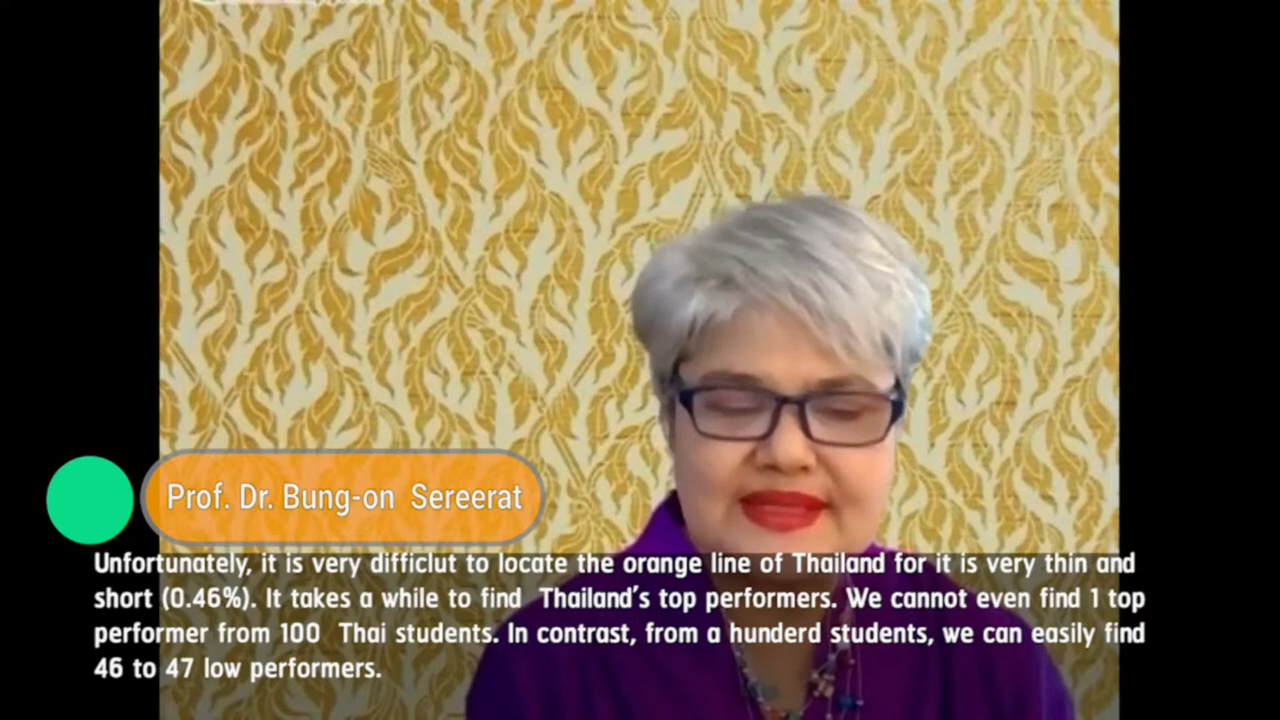 Prof. Dr. Bung-on Sereerat
Unfortunately, it is very difficlut to locate the orange line of Thailand for it is very thin and
short (0.46%). It takes a while to find Thailand's top performers. We cannot even find 1 top
performer from 100 Thai students. In contrast, from a hunderd students, we can easily find
46 to 47 low performers.